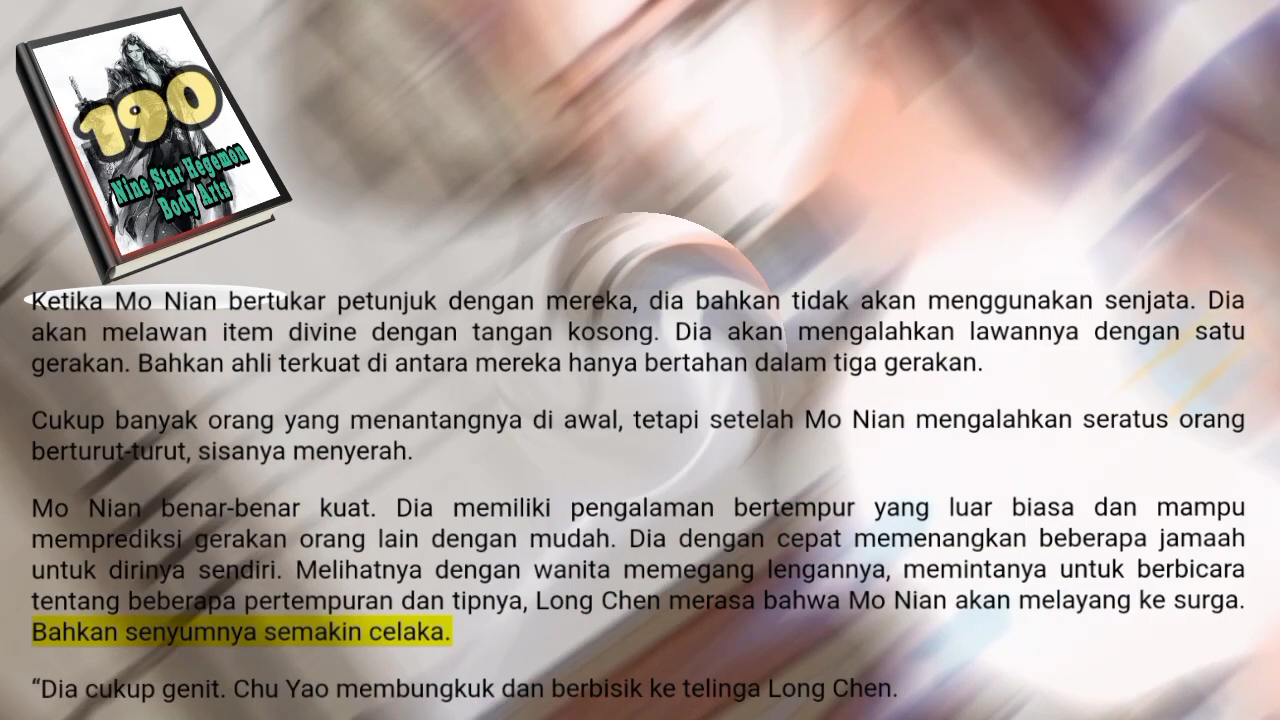 190
Nine Star Hegemon
Body Arts
Ketika Mo Nian bertukar petunjuk dengan mereka, dia bahkan tidak akan menggunakan senjata. Dia
akan melawan item divine dengan tangan kosong. Dia akan mengalahkan lawannya dengan satu
gerakan. Bahkan ahli terkuat di antara mereka hanya bertahan dalam tiga gerakan.
Cukup banyak orang yang menantangnya di awal, tetapi setelah Mo Nian mengalahkan seratus orang
berturut-turut, sisanya menyerah.
Mo Nian benar-benar kuat. Dia memiliki pengalaman bertempur yang luar biasa dan mampu
memprediksi gerakan orang lain dengan mudah. Dia dengan cepat memenangkan beberapa jamaah
untuk dirinya sendiri. Melihatnya dengan wanita memegang lengannya, memintanya untuk berbicara
tentang beberapa pertempuran dan tipnya, Long Chen merasa bahwa Mo Nian akan melayang ke surga.
Bahkan senyumnya semakin celaka.
“Dia cukup genit. Chu Yao membungkuk dan berbisik ke telinga Long Chen.